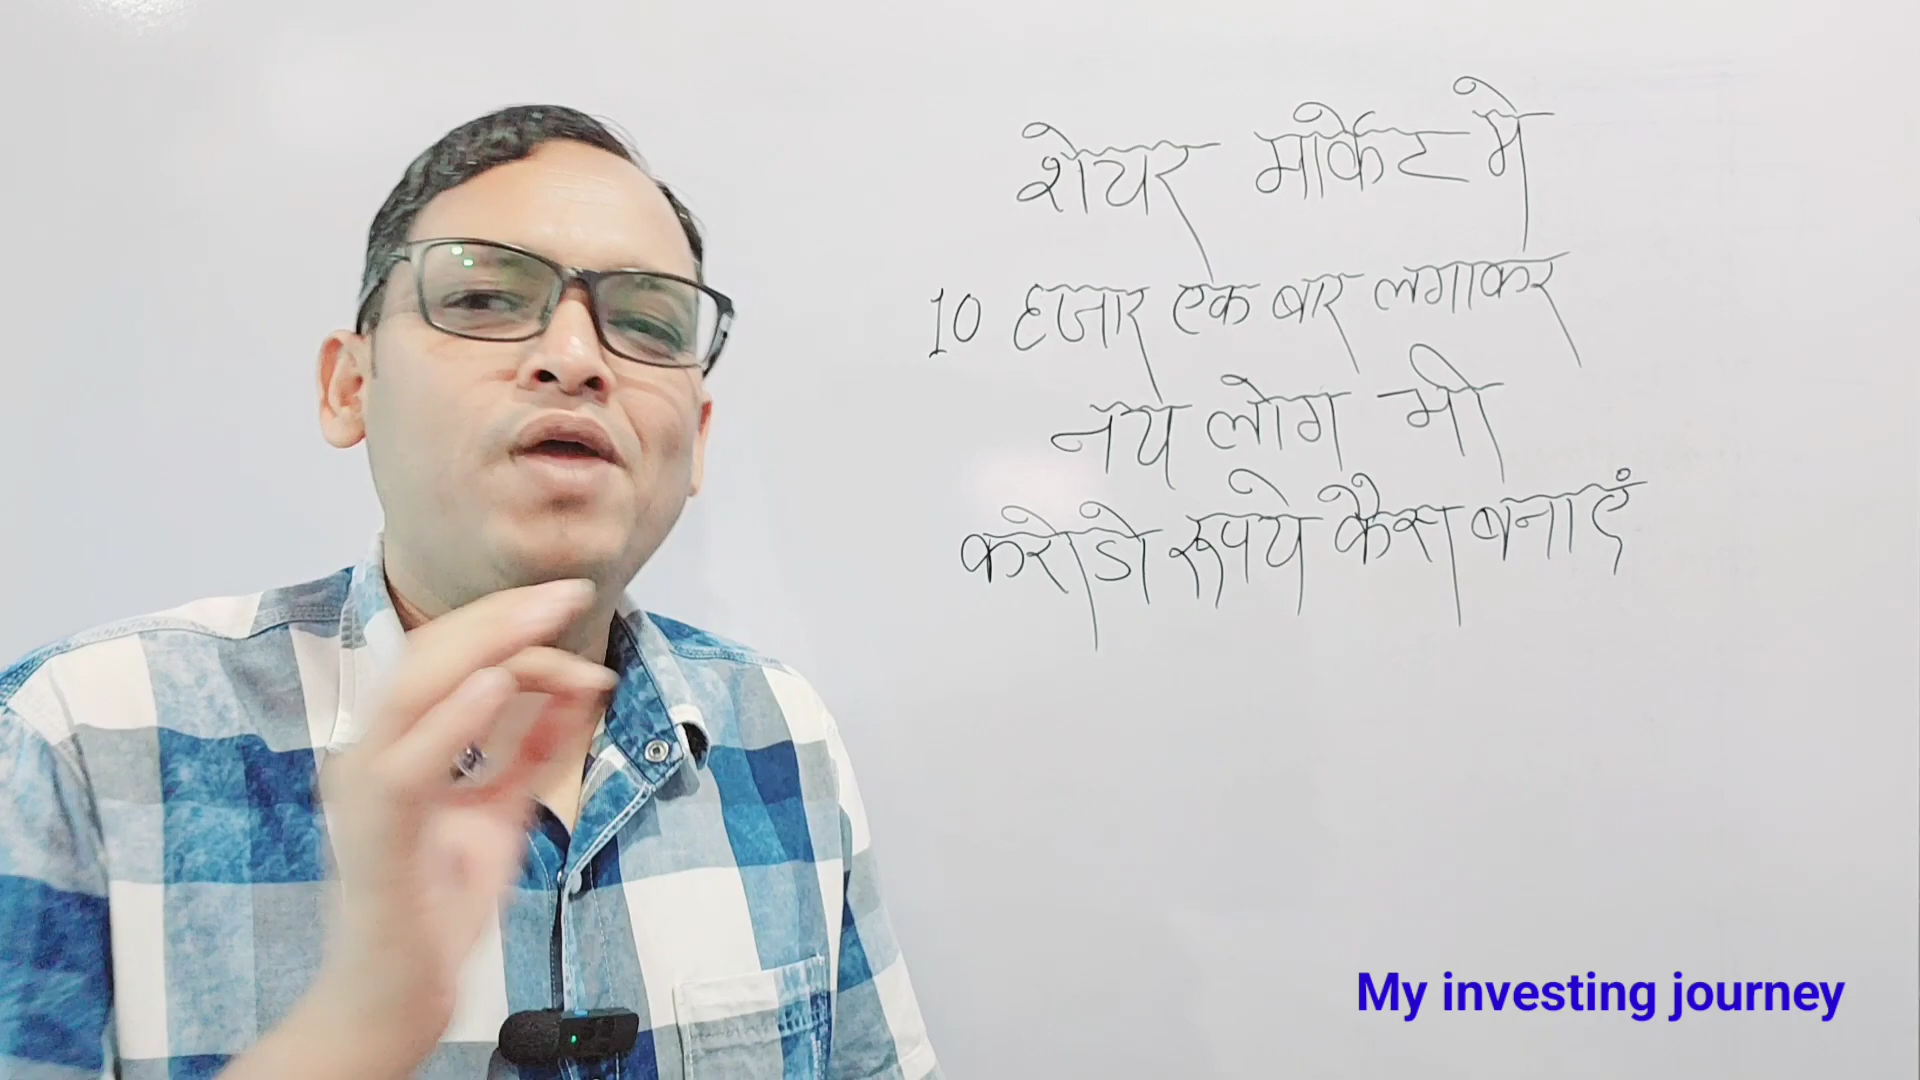 शेयर मार्केट मे
10 हजार एक बार लगाकर
नये लोग भी
करोडो रूपये कैसे बनाएं
My investing journey